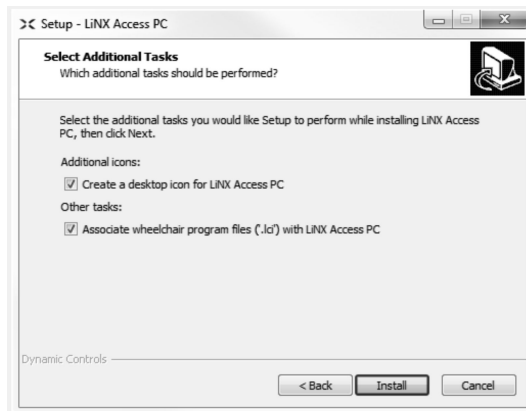 Setup - LiNX Access PC
Select Additional Tasks
Which additional tasks should be performed?
Select the additional tasks you would like Setup to perform while installing LiNX Access
PC, then click Next.
Additional icons:
Create a desktop icon for LiNX Access PC
Other tasks:
Associate wheelchair program files ('.lci') with LiNX Access PC
Dynamic Controls
< Back
Install
Cancel